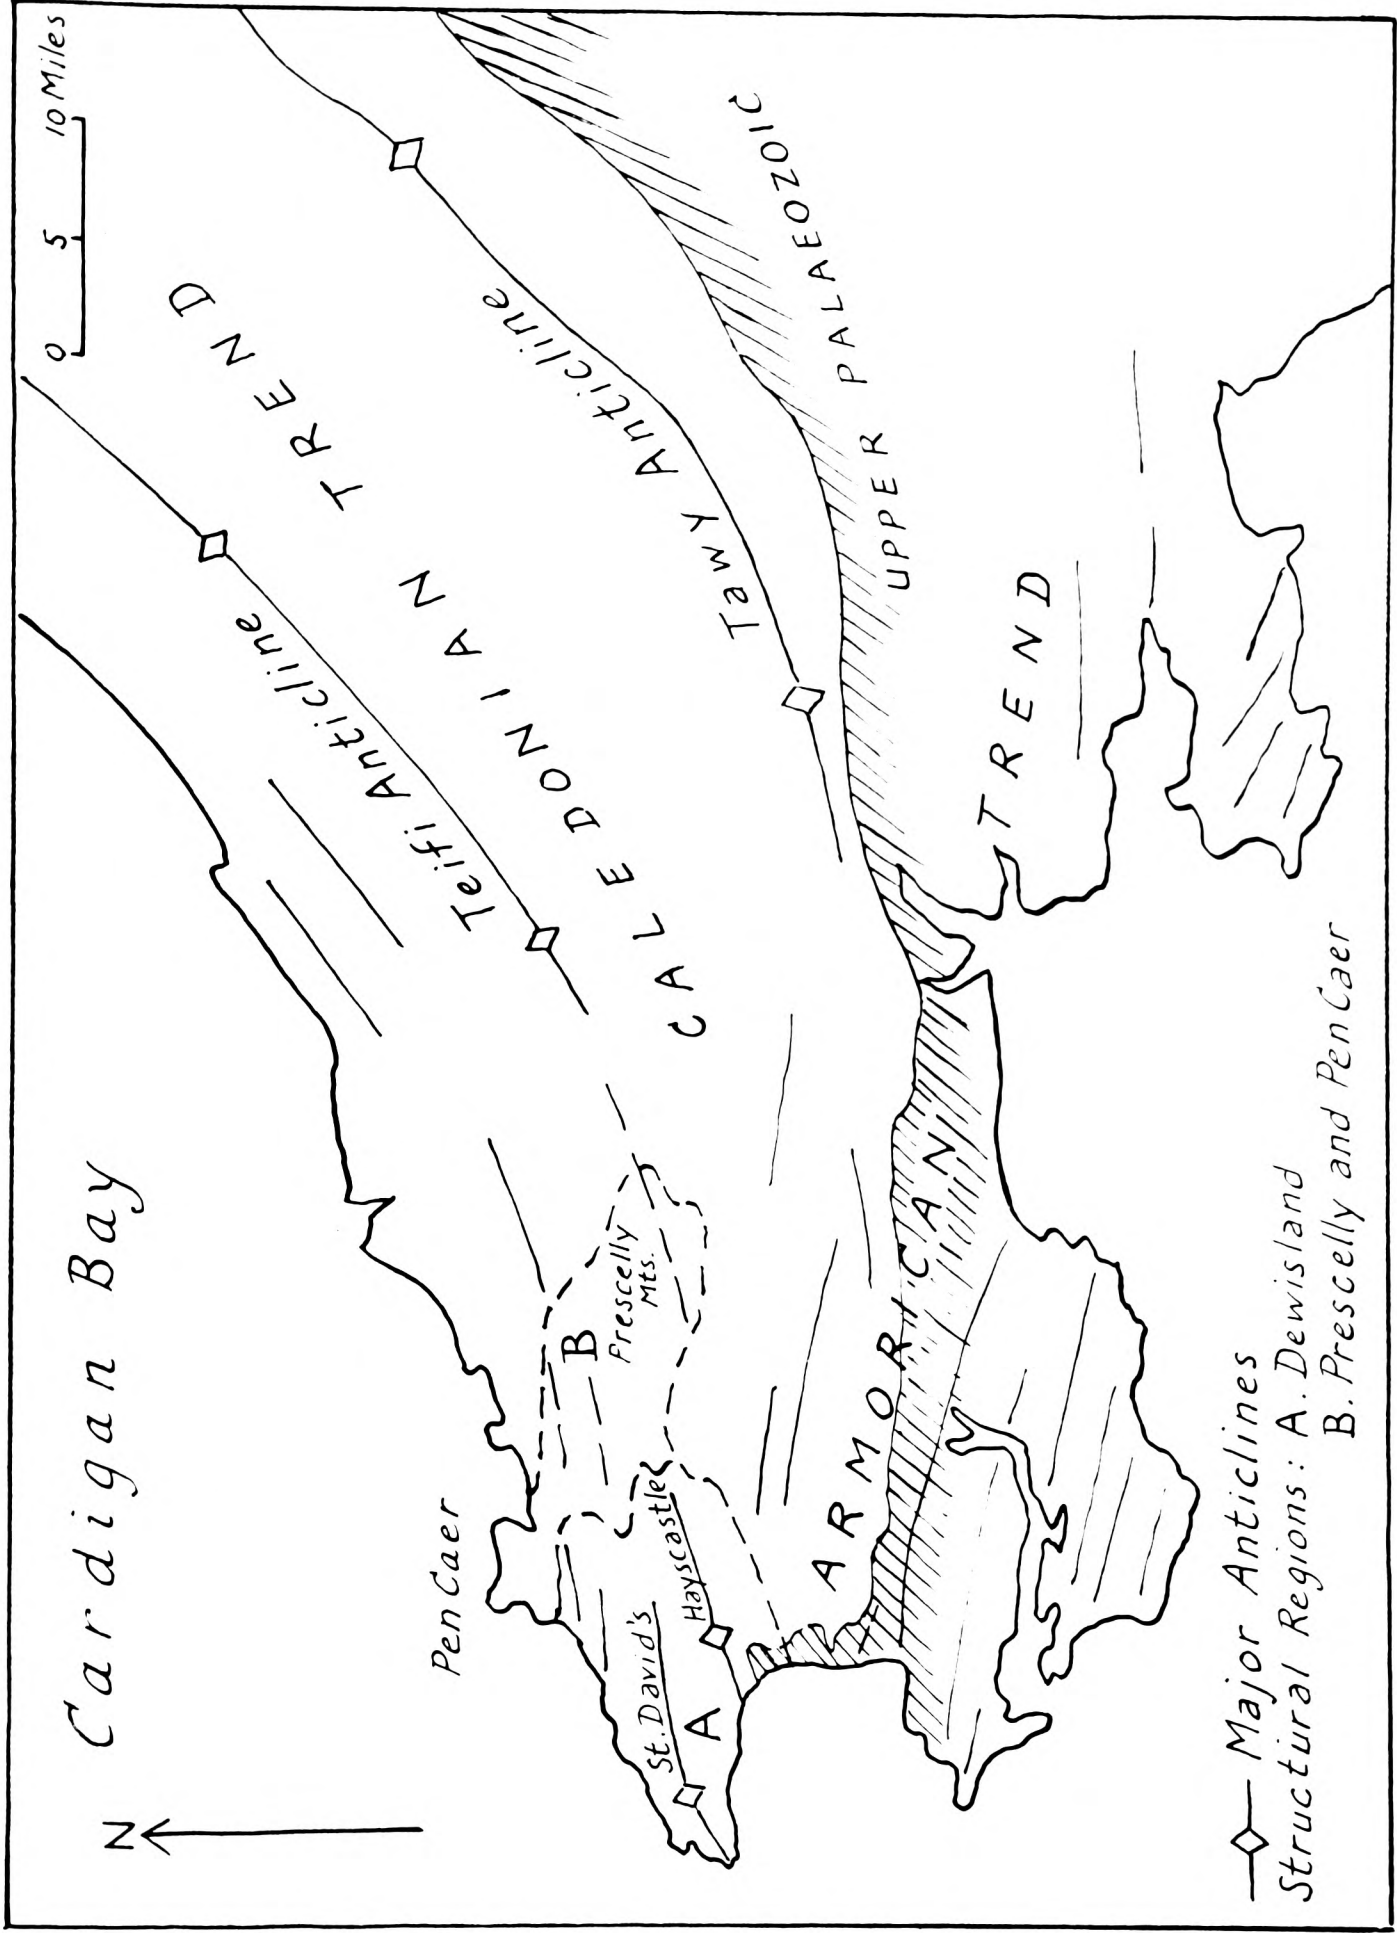 Cardigan Bay
0 5 10 Miles
N
Pen Caer
CALEDONIAN TREND
Teifi Anticline
Tawy Anticline
B
Prescelly
Mts.
St. David's
Hayscastle
A
UPPER PALAEOZOIC
ARMORICAN TREND
Major Anticlines
Structural Regions: A. Dewisland
B. Prescelly and Pen Caer